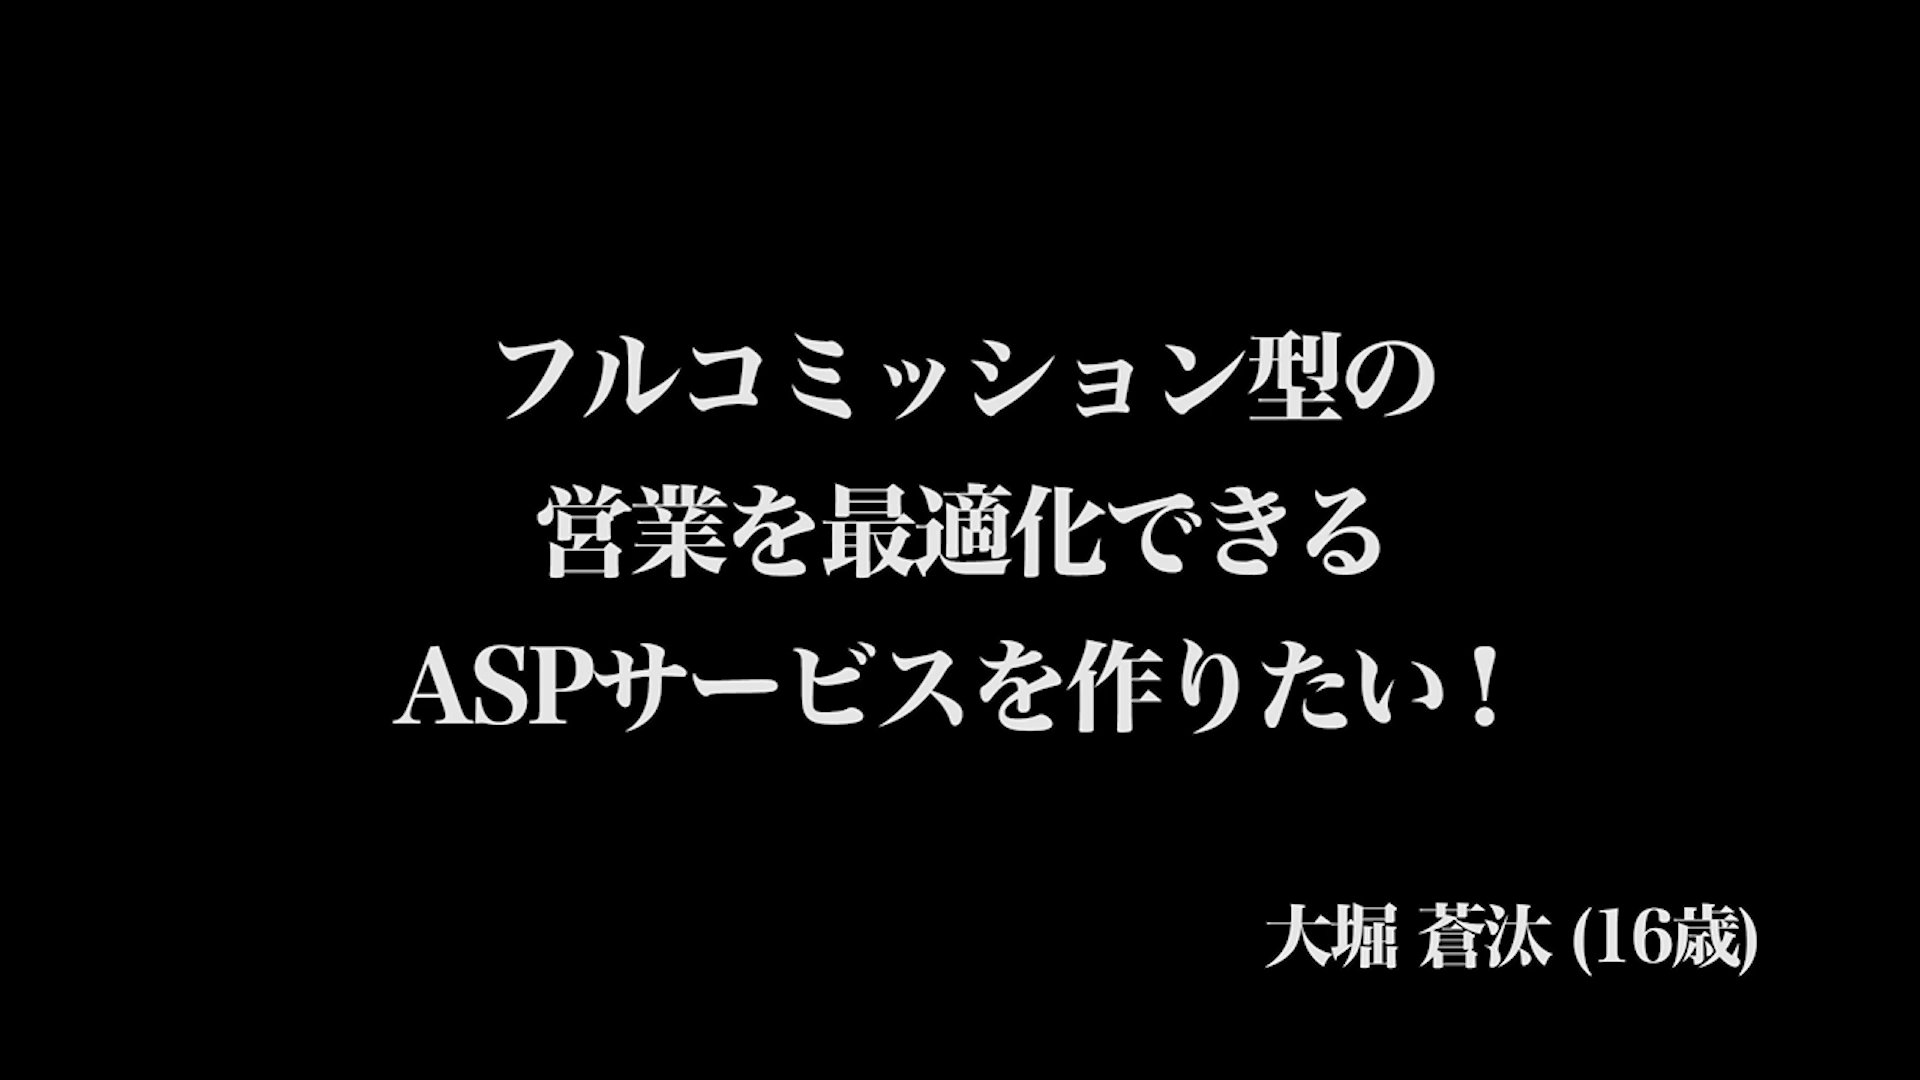 フルコミッション型の
営業を最適化できる
ASPサービスを作りたい!
大堀 蒼汰 (16歳)